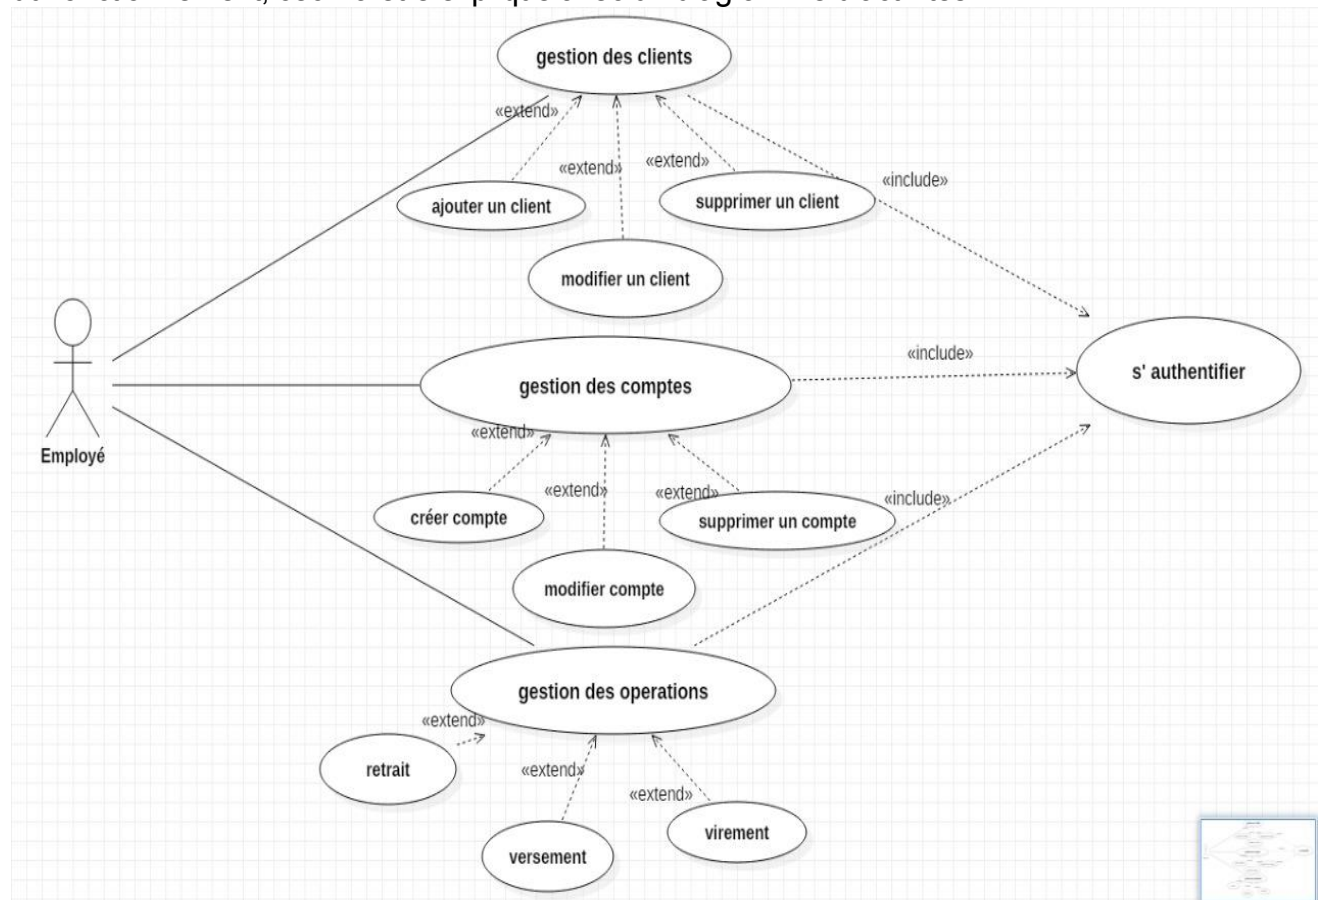 gestion des clients
«extend»
«extend»
«extend»
«include»
ajouter un client
supprimer un client
modifier un client
Employé
gestion des comptes
«include»
s' authentifier
«extend»
«extend»
«extend»
«include»
créer compte
supprimer un compte
modifier compte
gestion des operations
«extend»
retrait
«extend»
«extend»
versement
virement